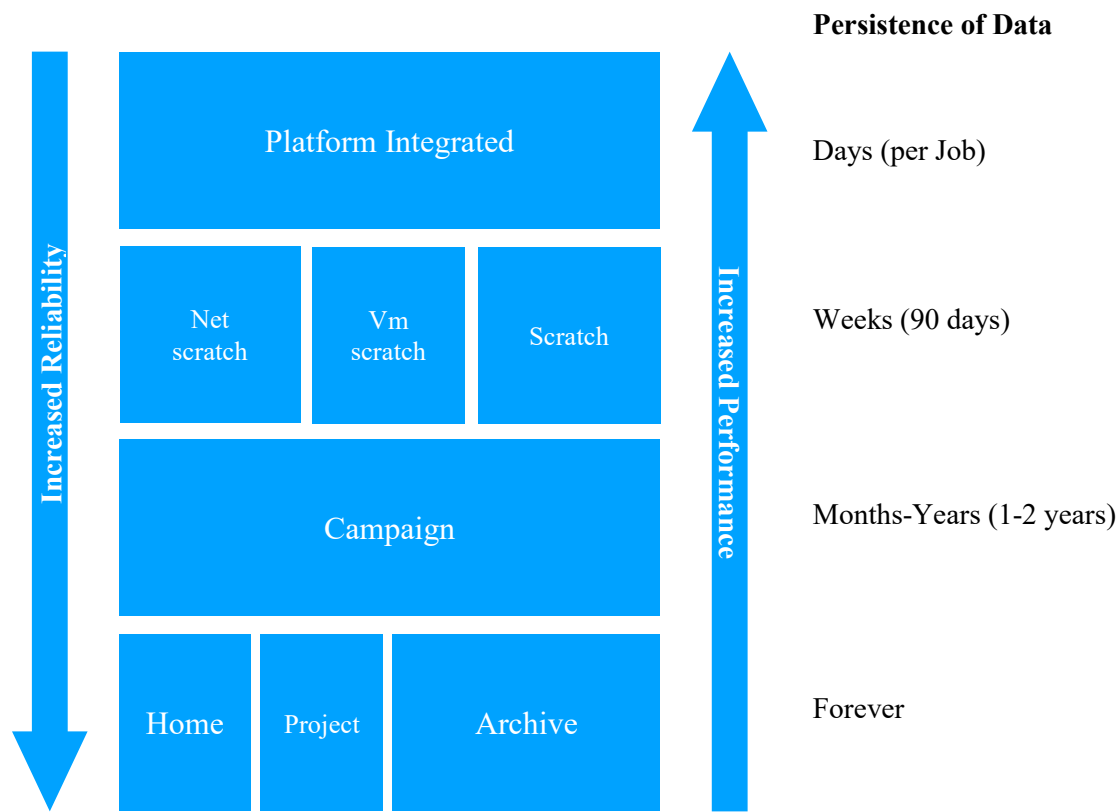 Persistence of Data
Platform Integrated
Days (per Job)
Net
scratch
Vm
scratch
Scratch
Weeks (90 days)
Increased Reliability
Increased Performance
Campaign
Months-Years (1-2 years)
Home
Project
Archive
Forever